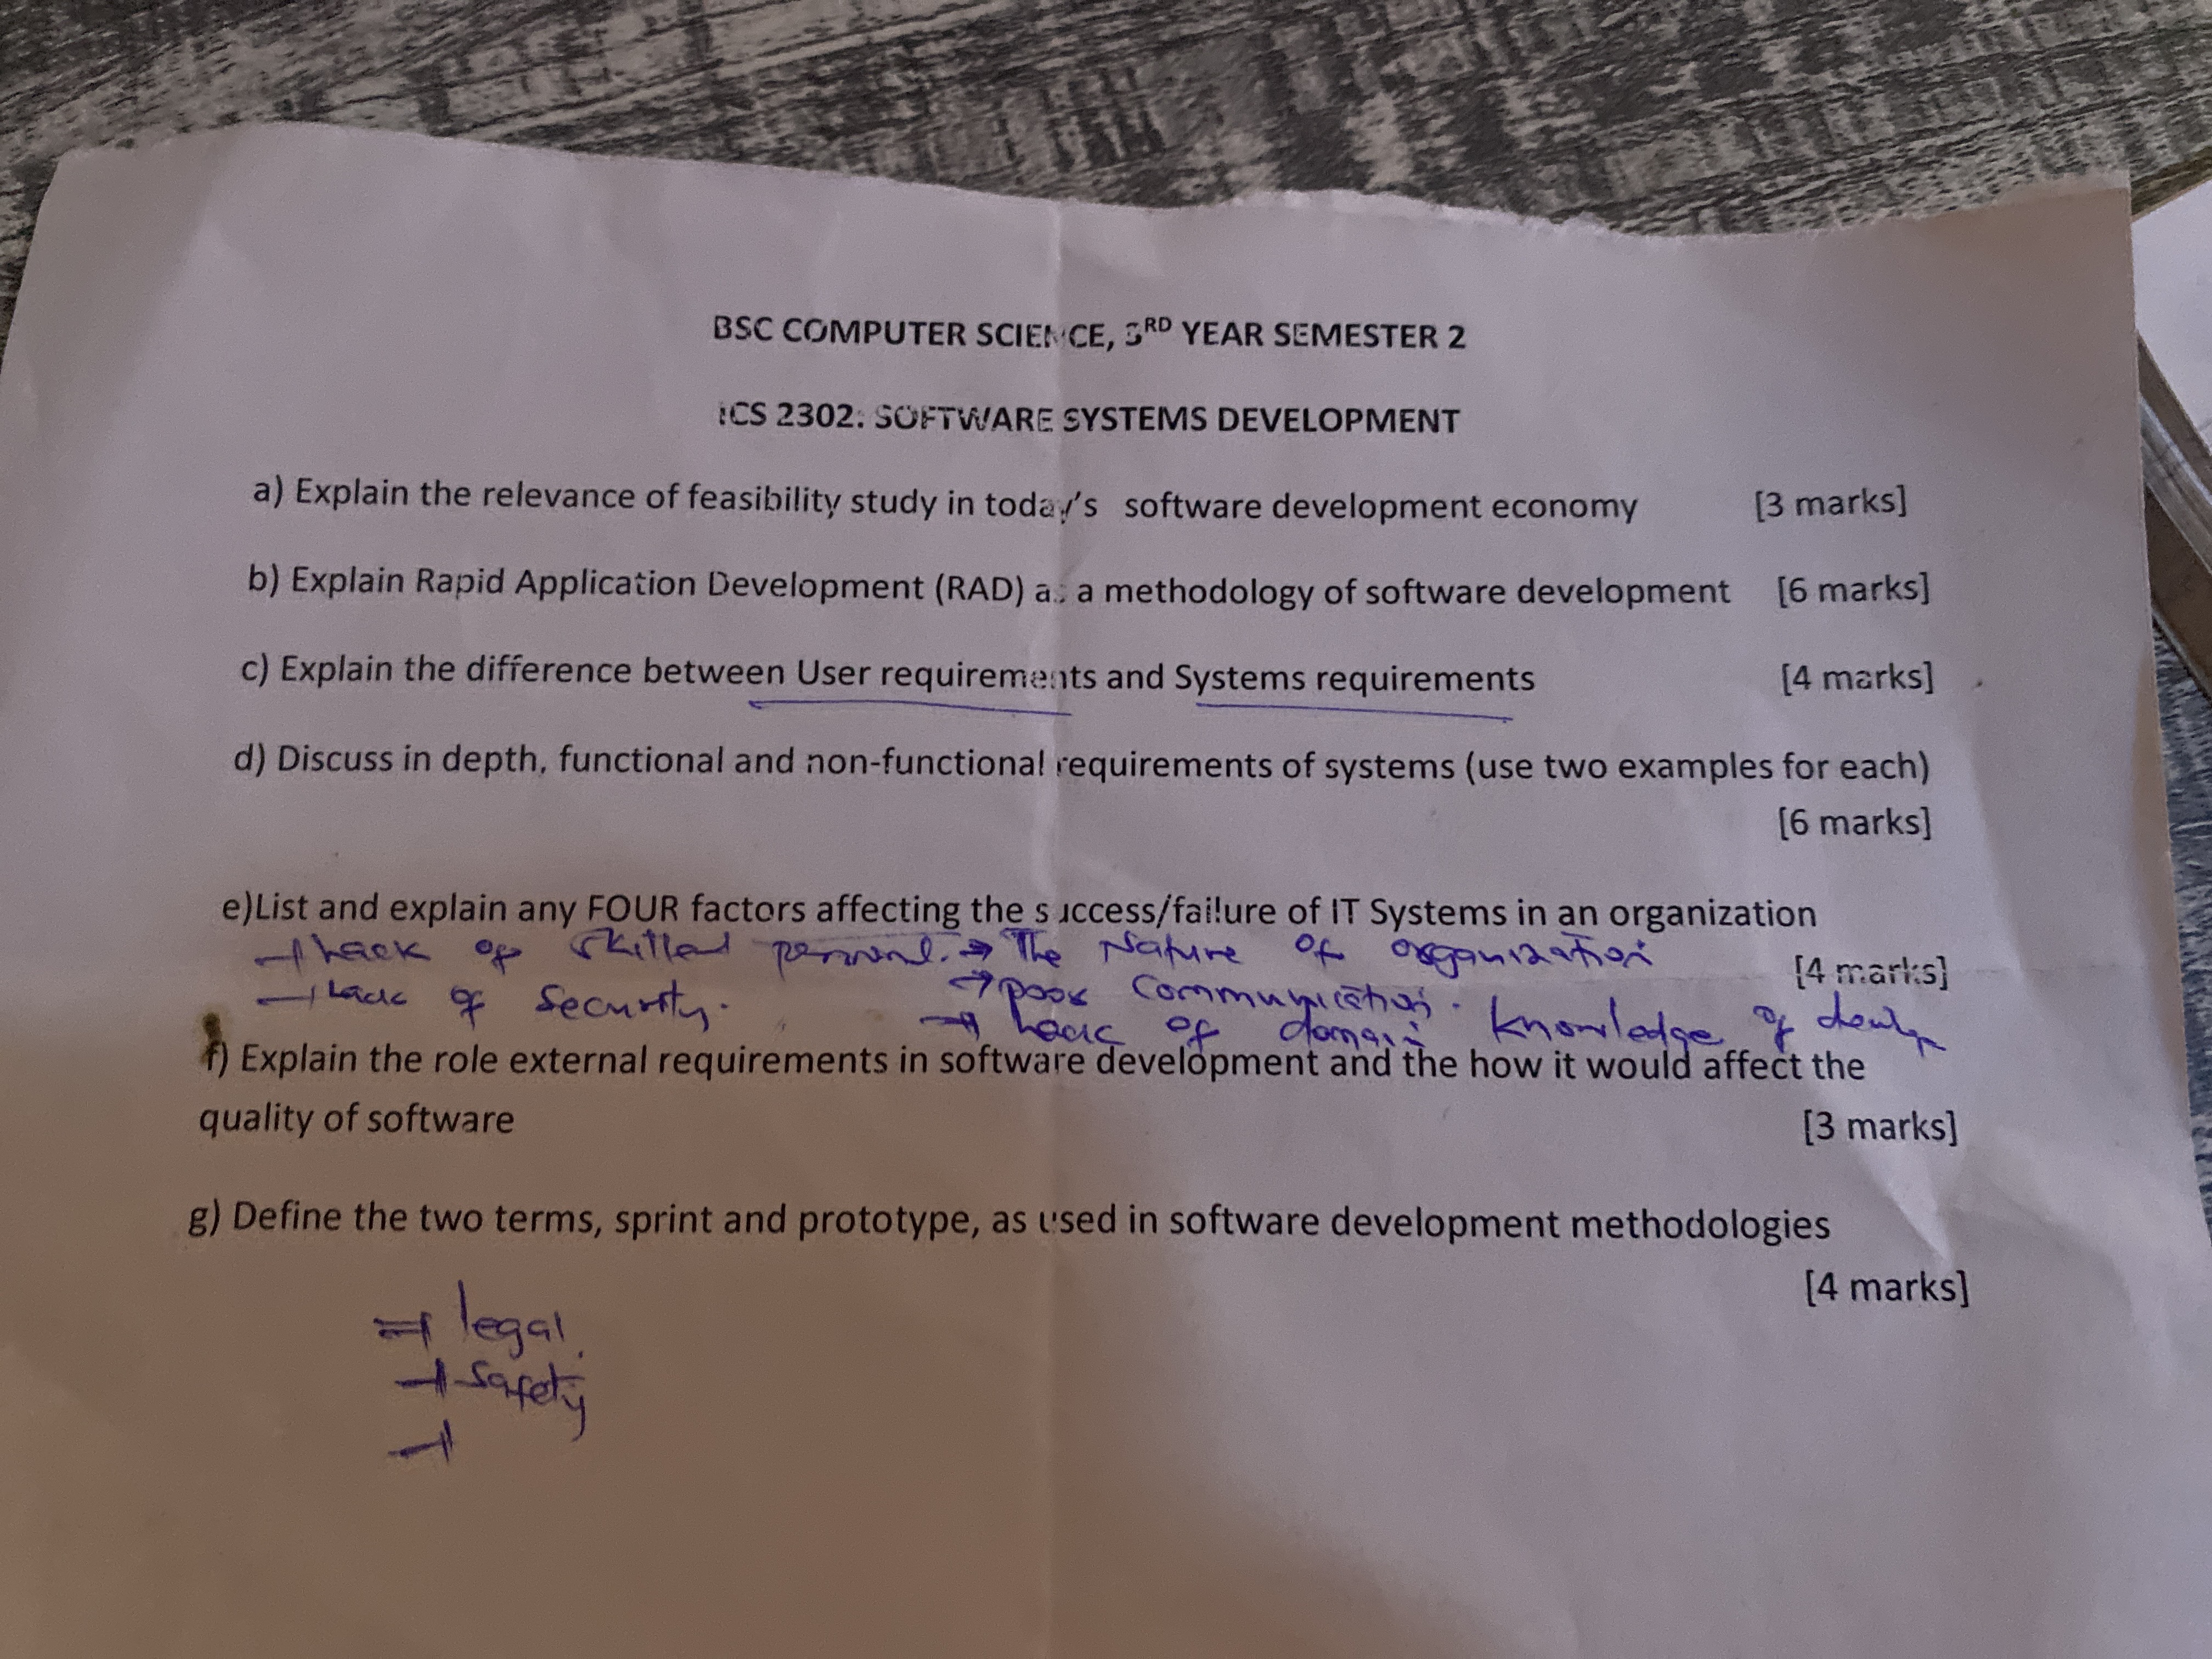 BSC COMPUTER SCIENCE, 3RD YEAR SEMESTER 2
ICS 2302: SOFTWARE SYSTEMS DEVELOPMENT
a) Explain the relevance of feasibility study in today's software development economy [3 marks]
b) Explain Rapid Application Development (RAD) as a methodology of software development [6 marks]
c) Explain the difference between User requirements and Systems requirements [4 marks]
d) Discuss in depth, functional and non-functional requirements of systems (use two examples for each)
[6 marks]
e)List and explain any FOUR factors affecting the success/failure of IT Systems in an organization
[4 marks]
→ Lack of skilled → The Nature of organization
→ Lack of security. → poor communication.
→ Lack of domain knowledge of
f) Explain the role external requirements in software development and the how it would affect the
quality of software [3 marks]
g) Define the two terms, sprint and prototype, as used in software development methodologies
[4 marks]
→ legal
→ safety
→